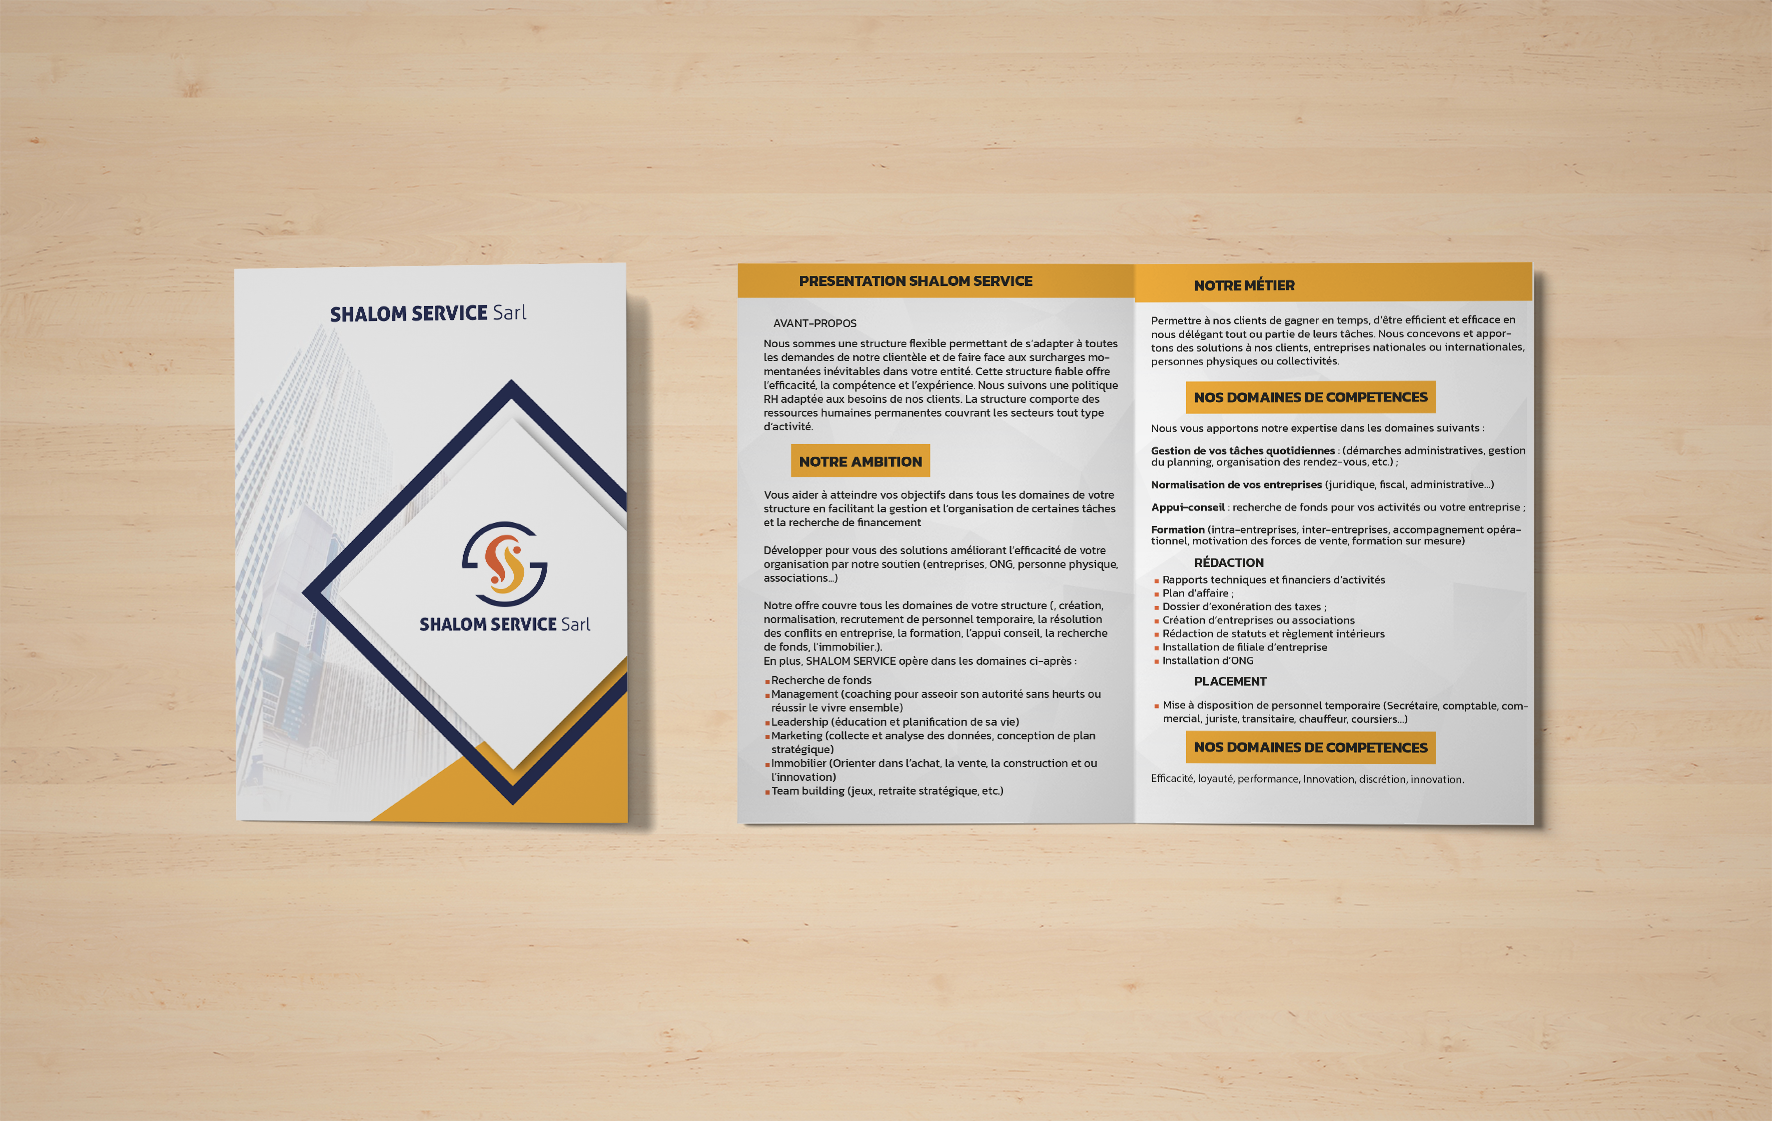 SHALOM SERVICE Sarl
SHALOM SERVICE Sarl
PRESENTATION SHALOM SERVICE
AVANT-PROPOS
Nous sommes une structure flexible permettant de s'adapter à toutes
les demandes de notre clientèle et de faire face aux surcharges mo-
mentanées inévitables dans votre entité. Cette structure fiable offre
l'efficacité, la compétence et l'expérience. Nous suivons une politique
RH adaptée aux besoins de nos clients. La structure comporte des
ressources humaines permanentes couvrant les secteurs tout type
d'activité.
NOTRE AMBITION
Vous aider à atteindre vos objectifs dans tous les domaines de votre
structure en facilitant la gestion et l'organisation de certaines tâches
et la recherche de financement
Développer pour vous des solutions améliorant l'efficacité de votre
organisation par notre soutien (entreprises, ONG, personne physique,
associations...)
Notre offre couvre tous les domaines de votre structure (, création,
normalisation, recrutement de personnel temporaire, la résolution
des conflits en entreprise, la formation, l'appui conseil, la recherche
de fonds, l'immobilier.).
En plus, SHALOM SERVICE opère dans les domaines ci-après :
▪Recherche de fonds
▪Management (coaching pour asseoir son autorité sans heurts ou
réussir le vivre ensemble)
▪Leadership (éducation et planification de sa vie)
▪Marketing (collecte et analyse des données, conception de plan
stratégique)
▪Immobilier (Orienter dans l'achat, la vente, la construction et ou
l'innovation)
▪Team building (jeux, retraite stratégique, etc.)
NOTRE MÉTIER
Permettre à nos clients de gagner en temps, d'être efficient et efficace en
nous délégant tout ou partie de leurs tâches. Nous concevons et appor-
tons des solutions à nos clients, entreprises nationales ou internationales,
personnes physiques ou collectivités.
NOS DOMAINES DE COMPETENCES
Nous vous apportons notre expertise dans les domaines suivants :
Gestion de vos tâches quotidiennes : (démarches administratives, gestion
du planning, organisation des rendez-vous, etc.) ;
Normalisation de vos entreprises (juridique, fiscal, administrative...)
Appui-conseil : recherche de fonds pour vos activités ou votre entreprise ;
Formation (intra-entreprises, inter-entreprises, accompagnement opéra-
tionnel, motivation des forces de vente, formation sur mesure)
RÉDACTION
▪ Rapports techniques et financiers d'activités
▪ Plan d'affaire ;
▪ Dossier d'exonération des taxes ;
▪ Création d'entreprises ou associations
▪ Rédaction de statuts et règlement intérieurs
▪ Installation de filiale d'entreprise
▪ Installation d'ONG
PLACEMENT
▪ Mise à disposition de personnel temporaire (Secrétaire, comptable, com-
mercial, juriste, transitaire, chauffeur, coursiers...)
NOS DOMAINES DE COMPETENCES
Efficacité, loyauté, performance, Innovation, discrétion, innovation.